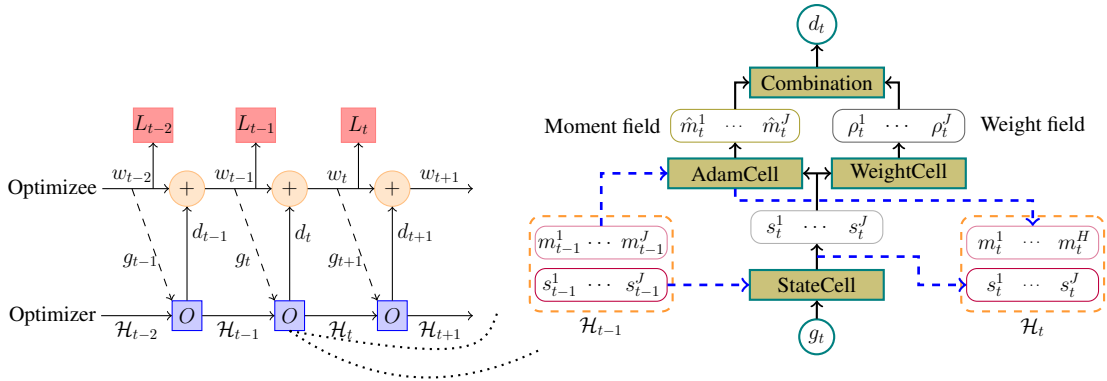 L_{t−2} L_{t−1} L_t
Optimizee w_{t−2} + w_{t−1} + w_t + w_{t+1}
d_{t−1} d_t d_{t+1}
g_{t−1} g_t g_{t+1}
Optimizer O O O
ℋ_{t−2} ℋ_{t−1} ℋ_t ℋ_{t+1}
d_t
Combination
Moment field m̂_t^1 ⋯ m̂_t^J ρ_t^1 ⋯ ρ_t^J Weight field
AdamCell WeightCell
s_t^1 ⋯ s_t^J
m_{t−1}^1 ⋯ m_{t−1}^J m_t^1 ⋯ m_t^H
s_{t−1}^1 ⋯ s_{t−1}^J StateCell s_t^1 ⋯ s_t^J
ℋ_{t−1} g_t ℋ_t